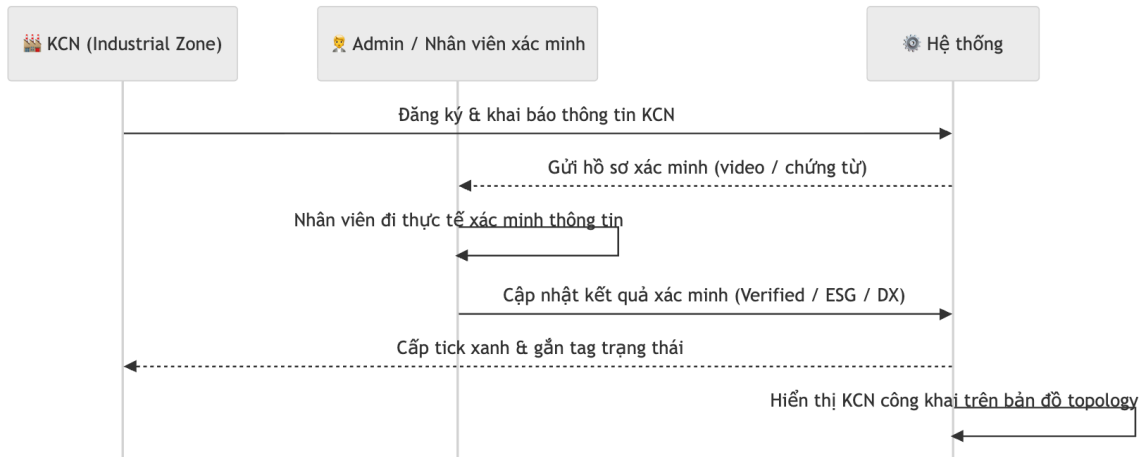 🏭 KCN (Industrial Zone)
🧑‍💼 Admin / Nhân viên xác minh
⚙️ Hệ thống
Đăng ký & khai báo thông tin KCN
Gửi hồ sơ xác minh (video / chứng từ)
Nhân viên đi thực tế xác minh thông tin
Cập nhật kết quả xác minh (Verified / ESG / DX)
Cấp tick xanh & gắn tag trạng thái
Hiển thị KCN công khai trên bản đồ topology